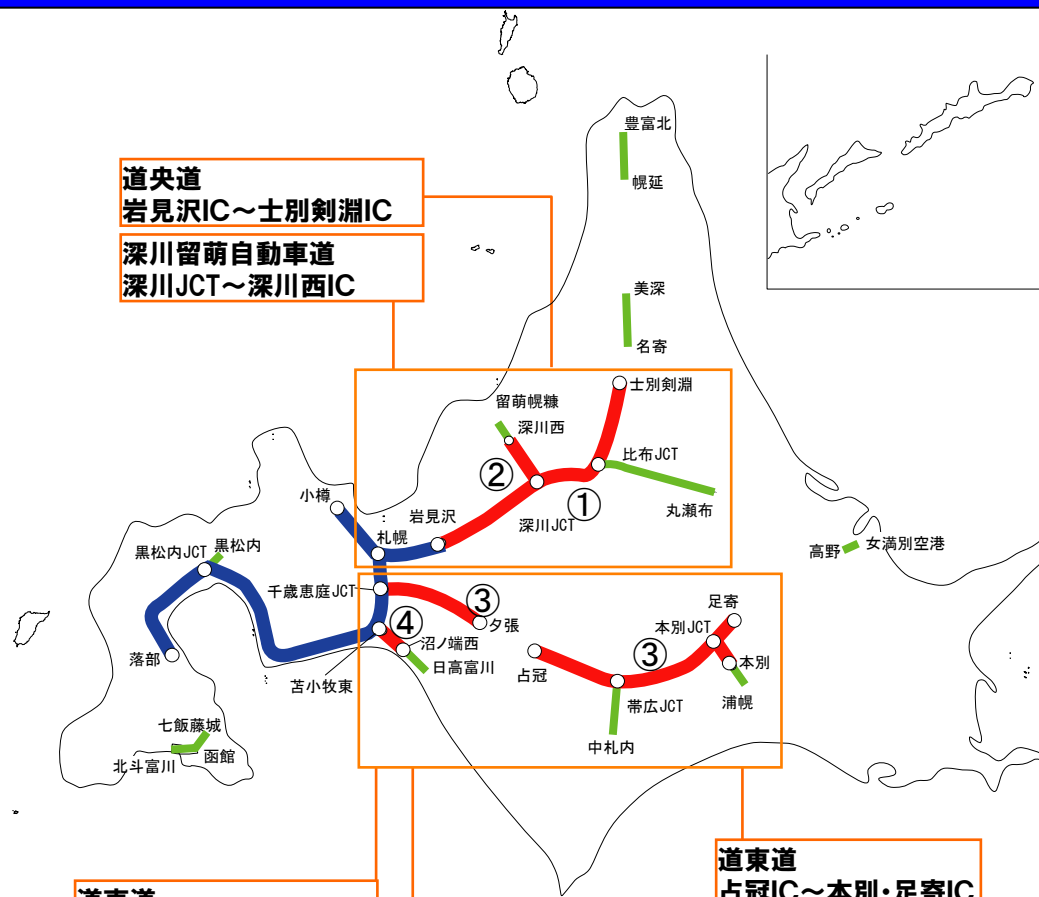 豊富北
幌延
道央道
岩見沢IC～士別剣淵IC
深川留萌自動車道
深川JCT～深川西IC
美深
名寄
士別剣淵
留萌幌糠
深川西
比布JCT
②
①
丸瀬布
小樽
岩見沢
深川JCT
札幌
高野
女満別空港
黒松内JCT
黒松内
千歳恵庭JCT
③
夕張
足寄
④
沼ノ端西
本別JCT
③
日高富川
落部
占冠
本別
苫小牧東
帯広JCT
浦幌
七飯藤城
函館
北斗富川
中札内
道東道
占冠IC～本別・足寄IC
道東道